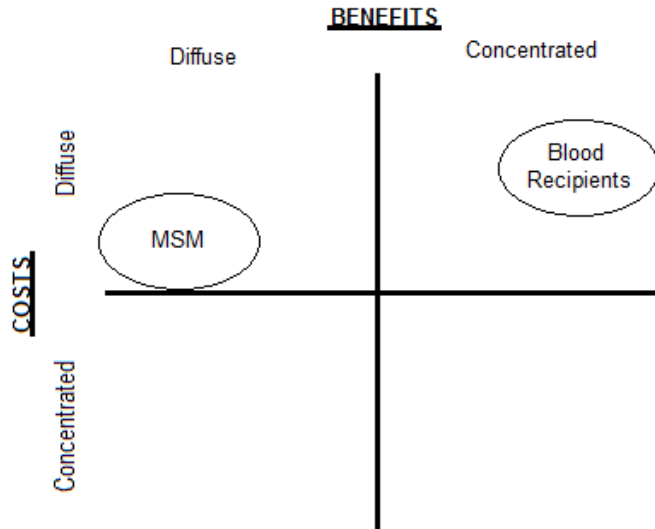 BENEFITS
Diffuse
Concentrated
Diffuse
Blood
Recipients
MSM
COSTS
Concentrated